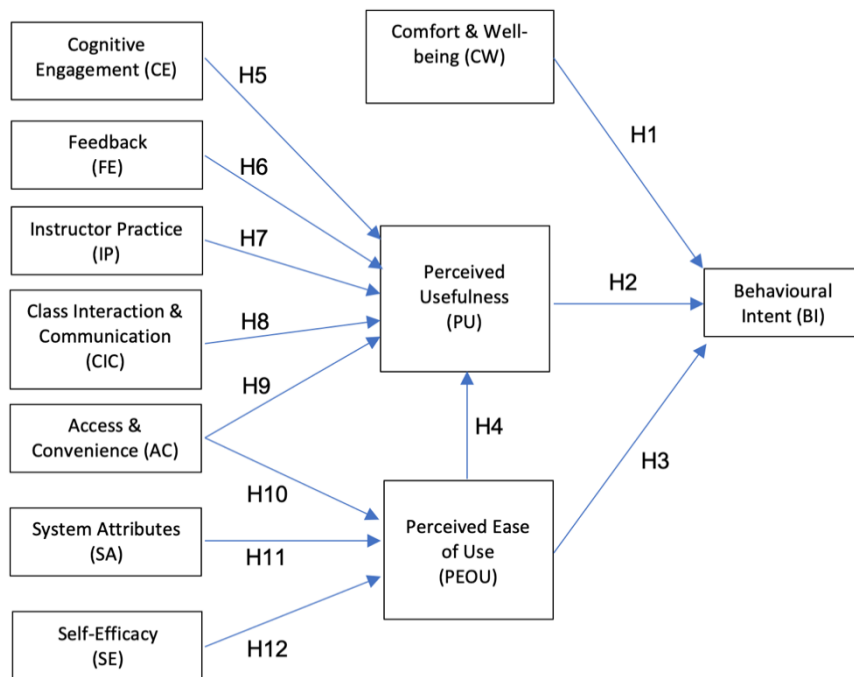 Cognitive
Engagement (CE)
Comfort & Well-
being (CW)
H5
H1
Feedback
(FE)
H6
Instructor Practice
(IP)
H7
Perceived
Usefulness
(PU)
H2
Behavioural
Intent (BI)
Class Interaction &
Communication
(CIC)
H8
H9
Access &
Convenience (AC)
H4
H3
H10
System Attributes
(SA)
H11
Perceived Ease
of Use
(PEOU)
Self-Efficacy
(SE)
H12